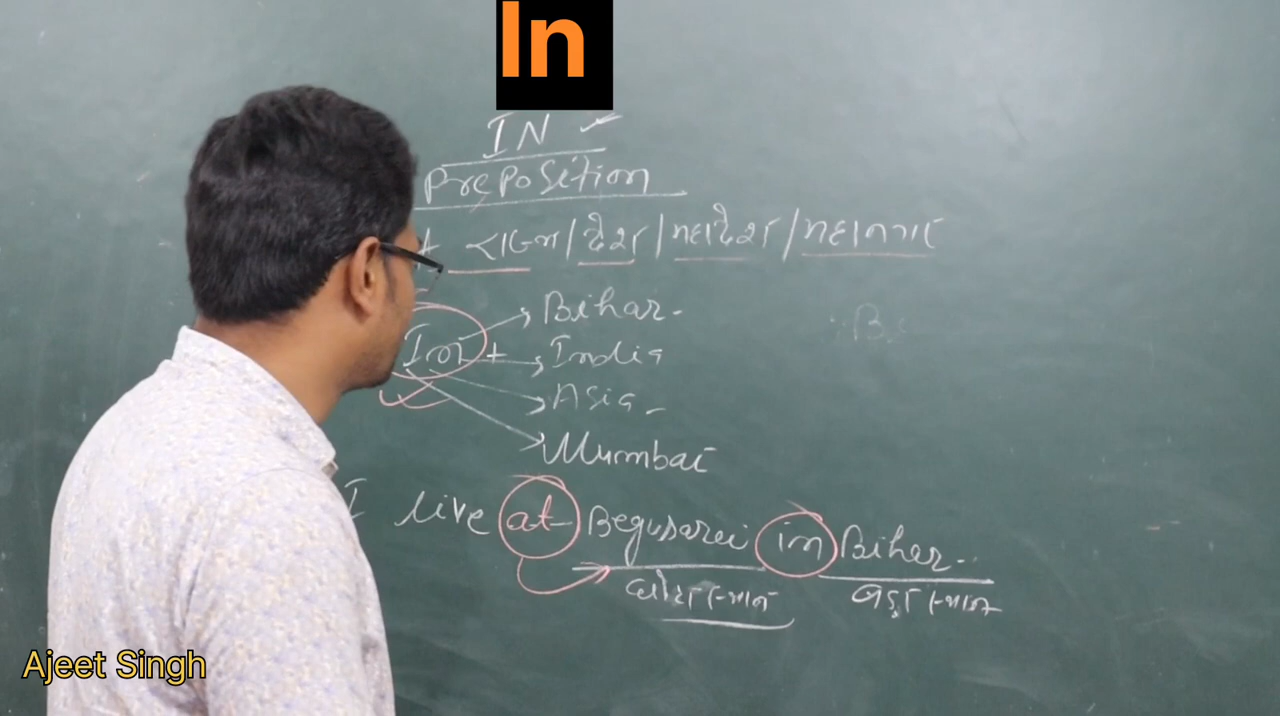 In
IN
PrePosition
+ राज्य / देश / महादेश / महानगर
In + Bihar.
India
Asia
Mumbai
I live at Begusarai in Bihar.
छोटा स्थान बड़ा स्थान
Ajeet Singh